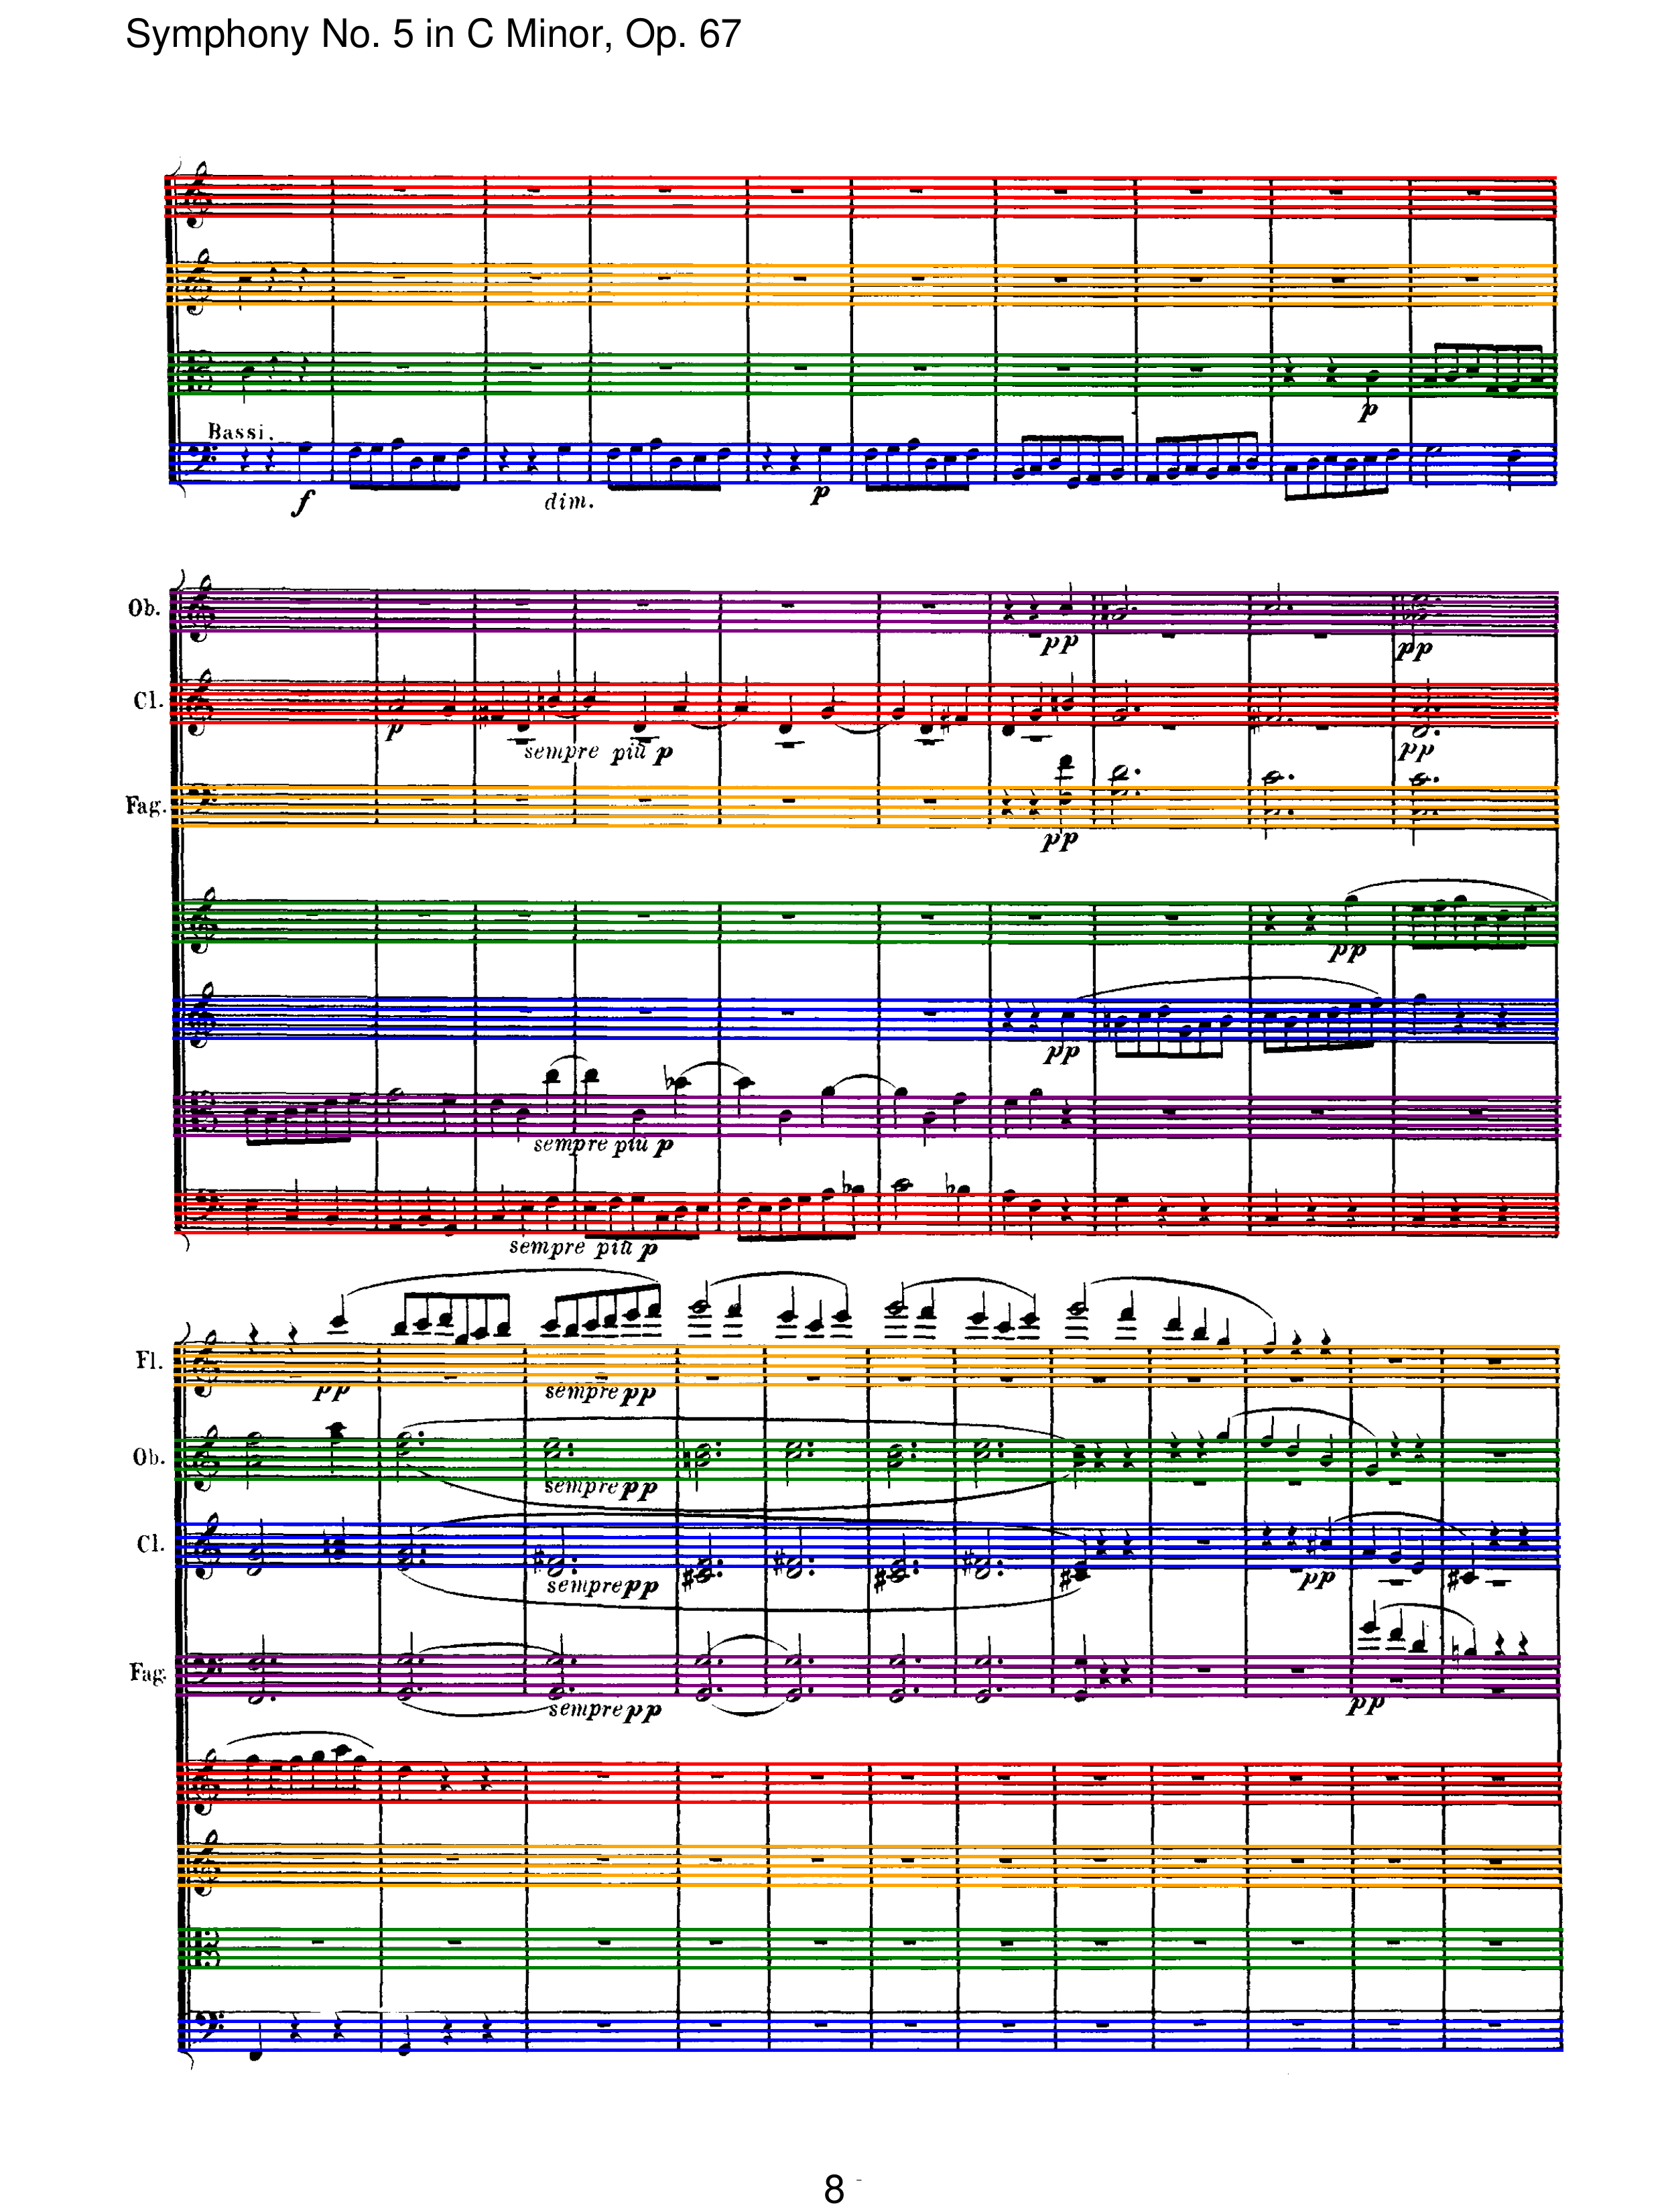 Symphony No. 5 in C Minor, Op. 67
Bassi.
f
dim.
p
p
Ob.
pp
pp
Cl.
p
sempre più p
pp
Fag.
pp
pp
pp
sempre più p
sempre più p
Fl.
pp
sempre pp
Ob.
sempre pp
Cl.
sempre pp
pp
Fag.
sempre pp
pp
8